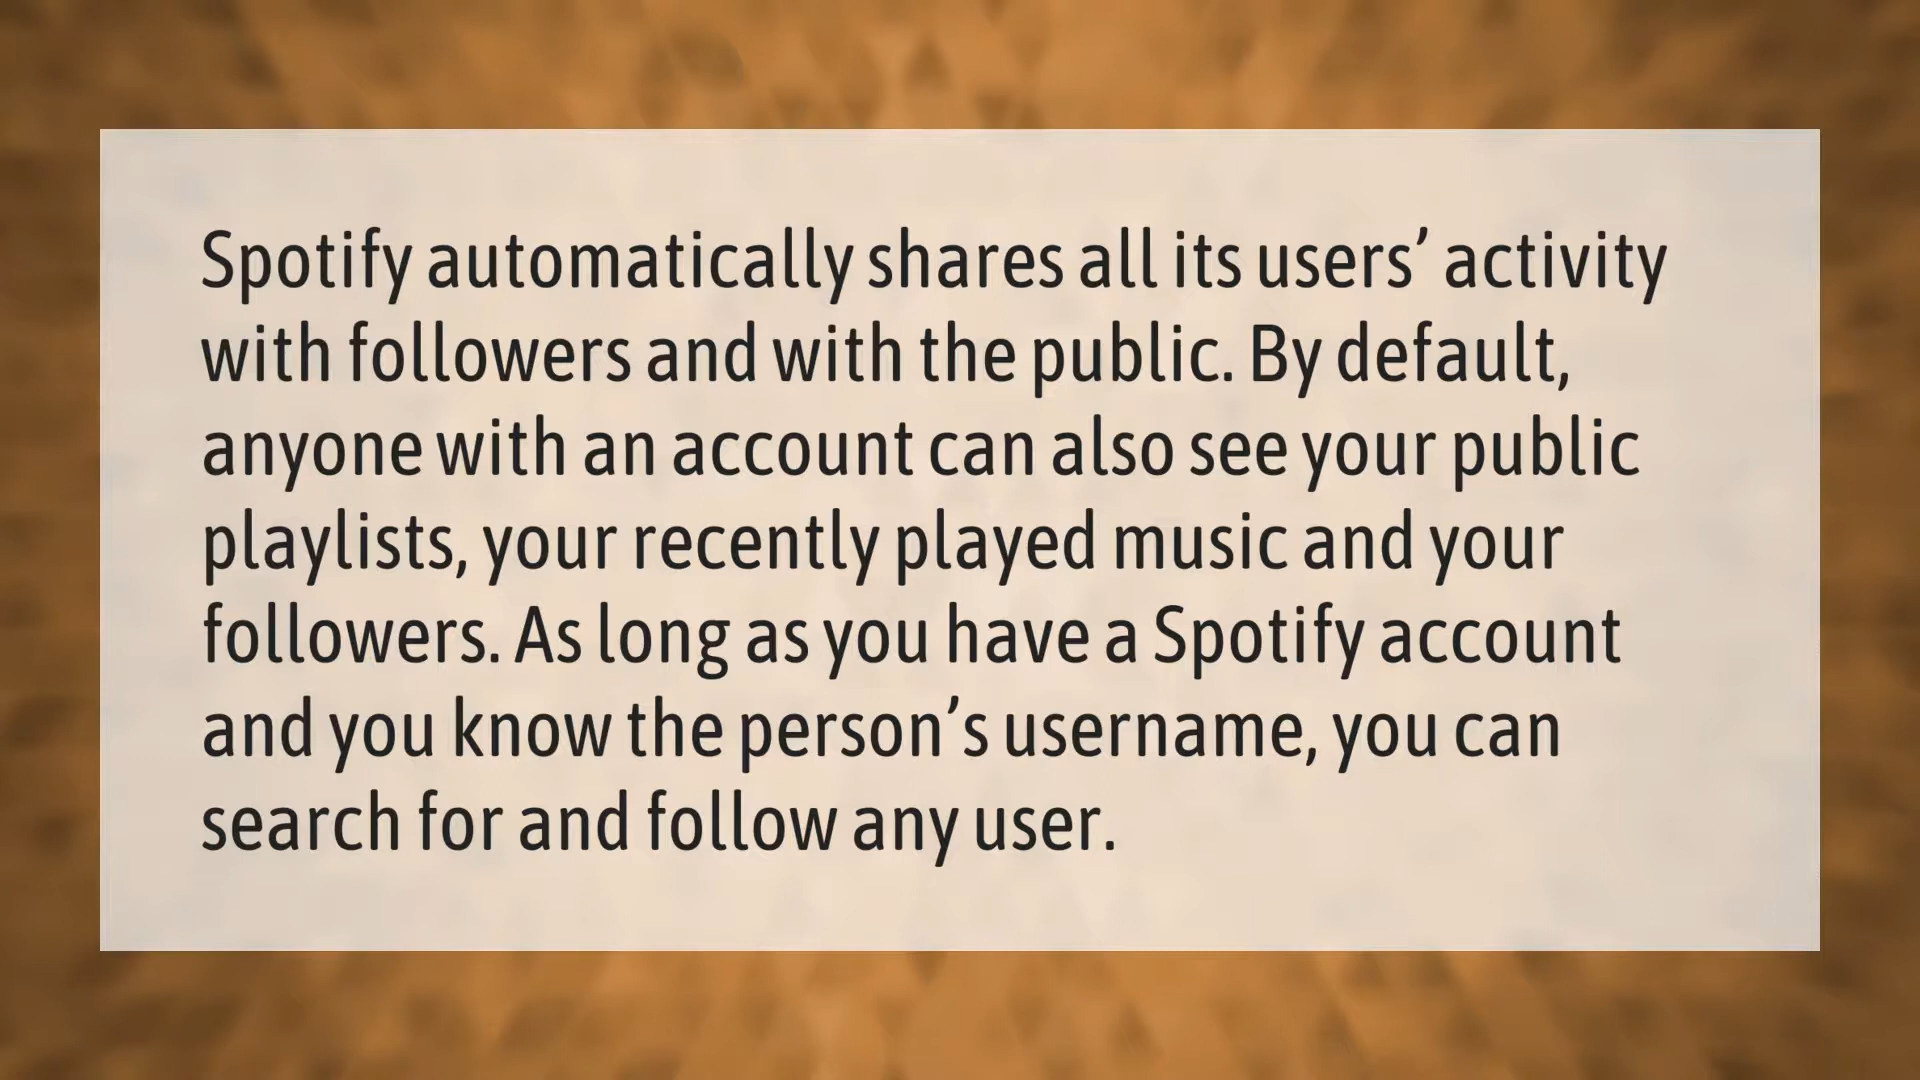 Spotify automatically shares all its users’ activity
with followers and with the public. By default,
anyone with an account can also see your public
playlists, your recently played music and your
followers. As long as you have a Spotify account
and you know the person’s username, you can
search for and follow any user.